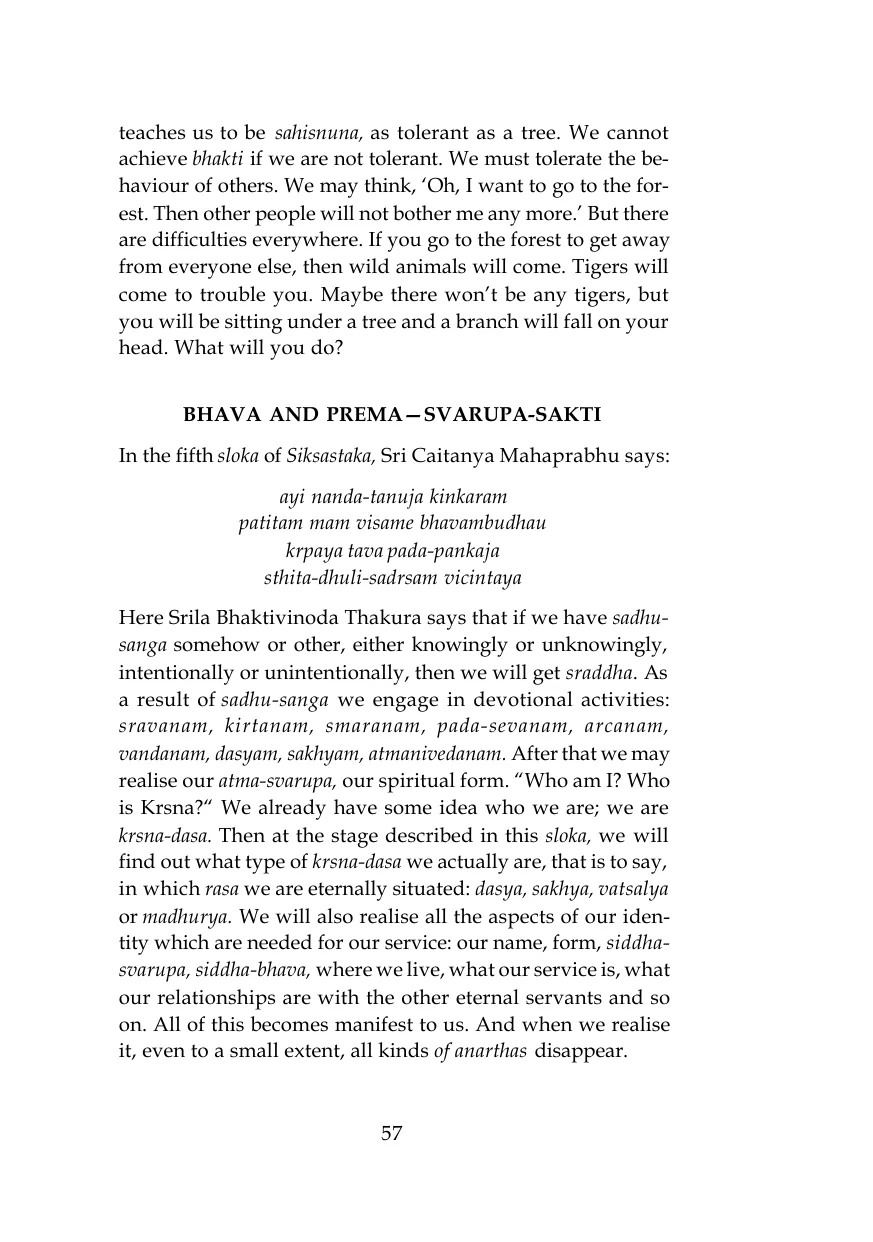 teaches us to be sahisnuna, as tolerant as a tree. We cannot
achieve bhakti if we are not tolerant. We must tolerate the be-
haviour of others. We may think, ‘Oh, I want to go to the for-
est. Then other people will not bother me any more.’ But there
are difficulties everywhere. If you go to the forest to get away
from everyone else, then wild animals will come. Tigers will
come to trouble you. Maybe there won’t be any tigers, but
you will be sitting under a tree and a branch will fall on your
head. What will you do?
BHAVA AND PREMA—SVARUPA-SAKTI
In the fifth sloka of Siksastaka, Sri Caitanya Mahaprabhu says:
ayi nanda-tanuja kinkaram
patitam mam visame bhavambudhau
krpaya tava pada-pankaja
sthita-dhuli-sadrsam vicintaya
Here Srila Bhaktivinoda Thakura says that if we have sadhu-
sanga somehow or other, either knowingly or unknowingly,
intentionally or unintentionally, then we will get sraddha. As
a result of sadhu-sanga we engage in devotional activities:
sravanam, kirtanam, smaranam, pada-sevanam, arcanam,
vandanam, dasyam, sakhyam, atmanivedanam. After that we may
realise our atma-svarupa, our spiritual form. “Who am I? Who
is Krsna?“ We already have some idea who we are; we are
krsna-dasa. Then at the stage described in this sloka, we will
find out what type of krsna-dasa we actually are, that is to say,
in which rasa we are eternally situated: dasya, sakhya, vatsalya
or madhurya. We will also realise all the aspects of our iden-
tity which are needed for our service: our name, form, siddha-
svarupa, siddha-bhava, where we live, what our service is, what
our relationships are with the other eternal servants and so
on. All of this becomes manifest to us. And when we realise
it, even to a small extent, all kinds of anarthas disappear.
57